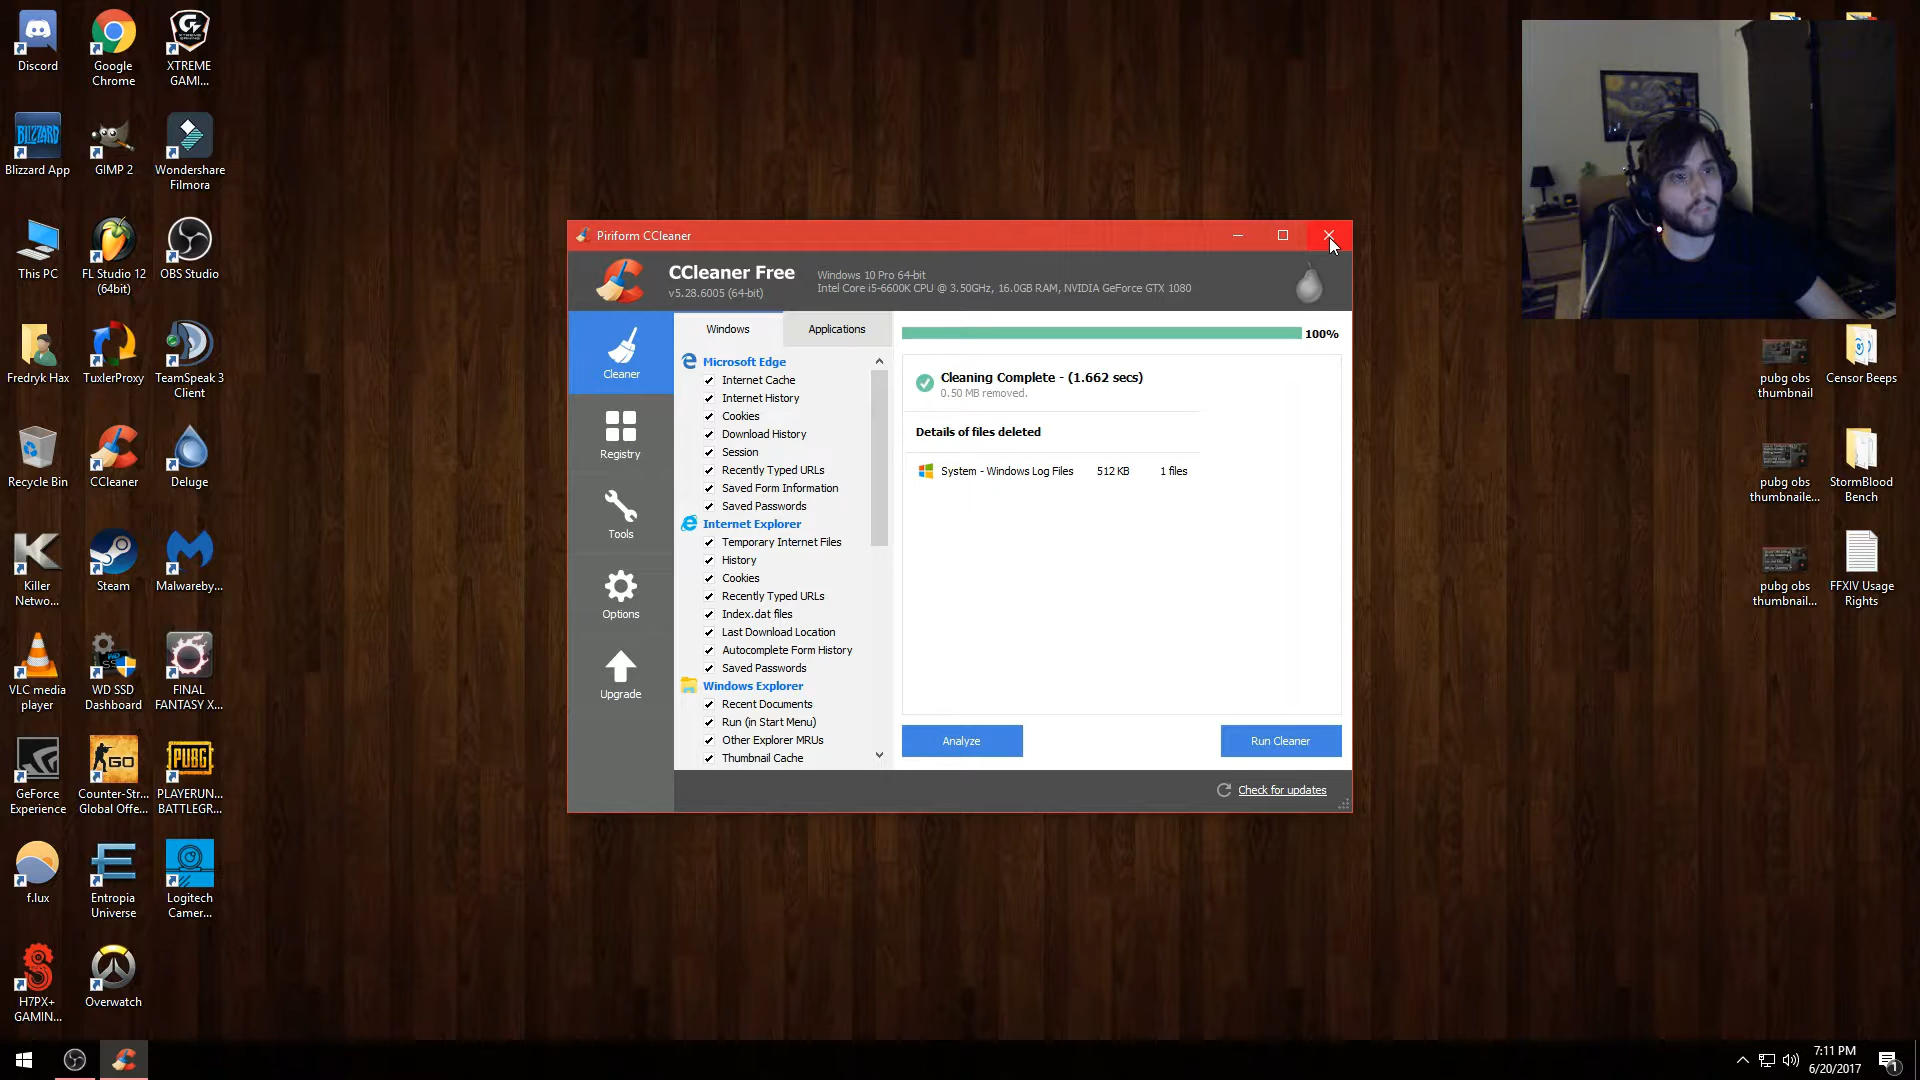 Discord
Google
Chrome
XTREME
GAMI...
Blizzard App
GIMP 2
Wondershare
Filmora
This PC
FL Studio 12
(64bit)
OBS Studio
Fredryk Hax
TuxlerProxy
TeamSpeak 3
Client
Recycle Bin
CCleaner
Deluge
Killer
Netwo...
Steam
Malwareby...
VLC media
player
WD SSD
Dashboard
FINAL
FANTASY X...
GeForce
Experience
Counter-Str...
Global Offe...
PLAYERUN...
BATTLEGR...
f.lux
Entropia
Universe
Logitech
Camer...
H7PX+
GAMIN...
Overwatch
BLIZZARD
GO
PUBG
Piriform CCleaner
CCleaner Free
v5.28.6005 (64-bit)
Windows 10 Pro 64-bit
Intel Core i5-6600K CPU @ 3.50GHz, 16.0GB RAM, NVIDIA GeForce GTX 1080
Cleaner
Registry
Tools
Options
Upgrade
Windows
Applications
Microsoft Edge
Internet Cache
Internet History
Cookies
Download History
Session
Recently Typed URLs
Saved Form Information
Saved Passwords
Internet Explorer
Temporary Internet Files
History
Cookies
Recently Typed URLs
Index.dat files
Last Download Location
Autocomplete Form History
Saved Passwords
Windows Explorer
Recent Documents
Run (in Start Menu)
Other Explorer MRUs
Thumbnail Cache
100%
Cleaning Complete - (1.662 secs)
0.50 MB removed.
Details of files deleted
System - Windows Log Files 512 KB 1 files
Analyze
Run Cleaner
Check for updates
pubg obs
thumbnail
Censor Beeps
pubg obs
thumbnaile...
StormBlood
Bench
pubg obs
thumbnail...
FFXIV Usage
Rights
7:11 PM
6/20/2017
1